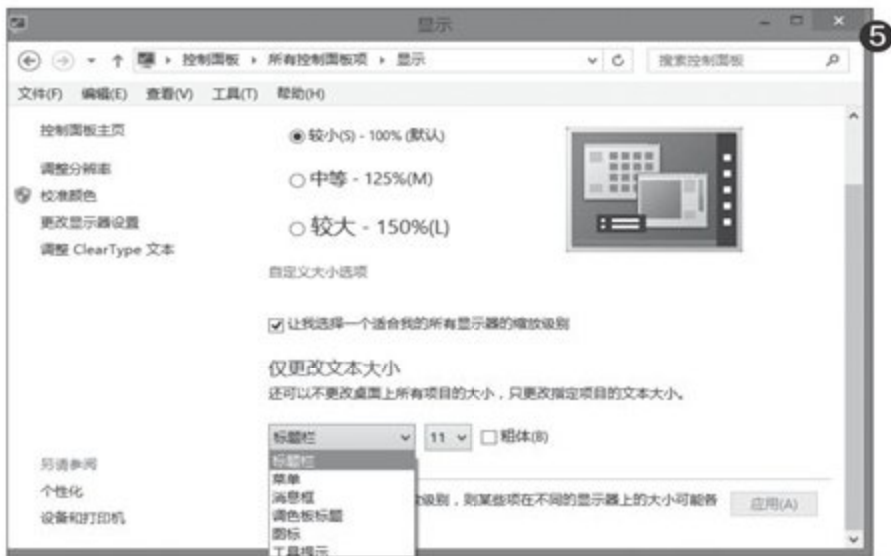 显示
5
控制面板 ▸ 所有控制面板项 ▸ 显示
搜索控制面板
文件(F) 编辑(E) 查看(V) 工具(T) 帮助(H)
控制面板主页
调整分辨率
校准颜色
更改显示器设置
调整 ClearType 文本
较小(S) - 100% (默认)
中等 - 125%(M)
较大 - 150%(L)
自定义大小选项
让我选择一个适合我的所有显示器的缩放级别
仅更改文本大小
还可以不更改桌面上所有项目的大小，只更改指定项目的文本大小。
标题栏 11 粗体(B)
标题栏
菜单
消息框
调色板标题
图标
工具提示
放级别，则某些项在不同的显示器上的大小可能各
应用(A)
另请参阅
个性化
设备和打印机